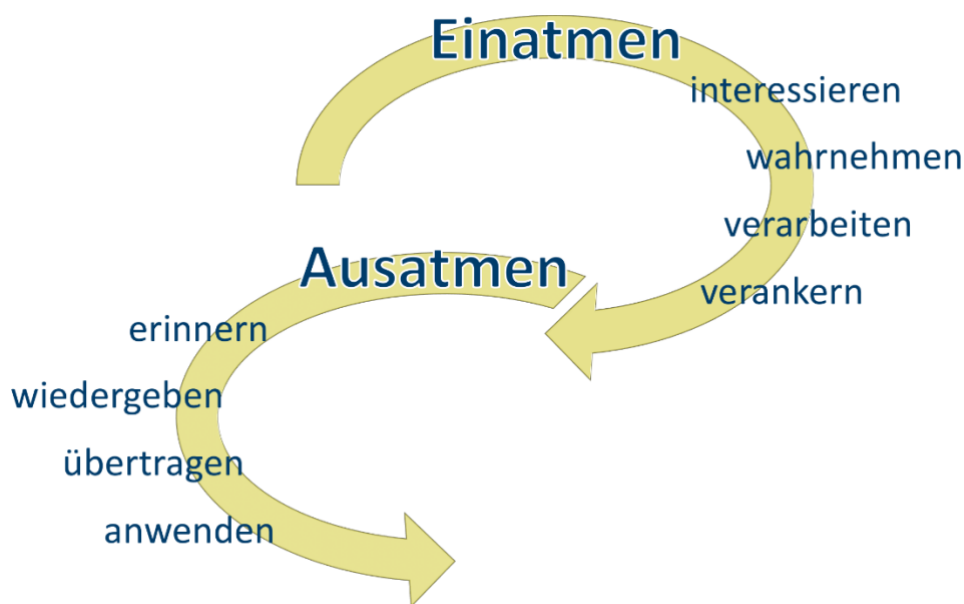 Einatmen
interessieren
wahrnehmen
verarbeiten
verankern
Ausatmen
erinnern
wiedergeben
übertragen
anwenden